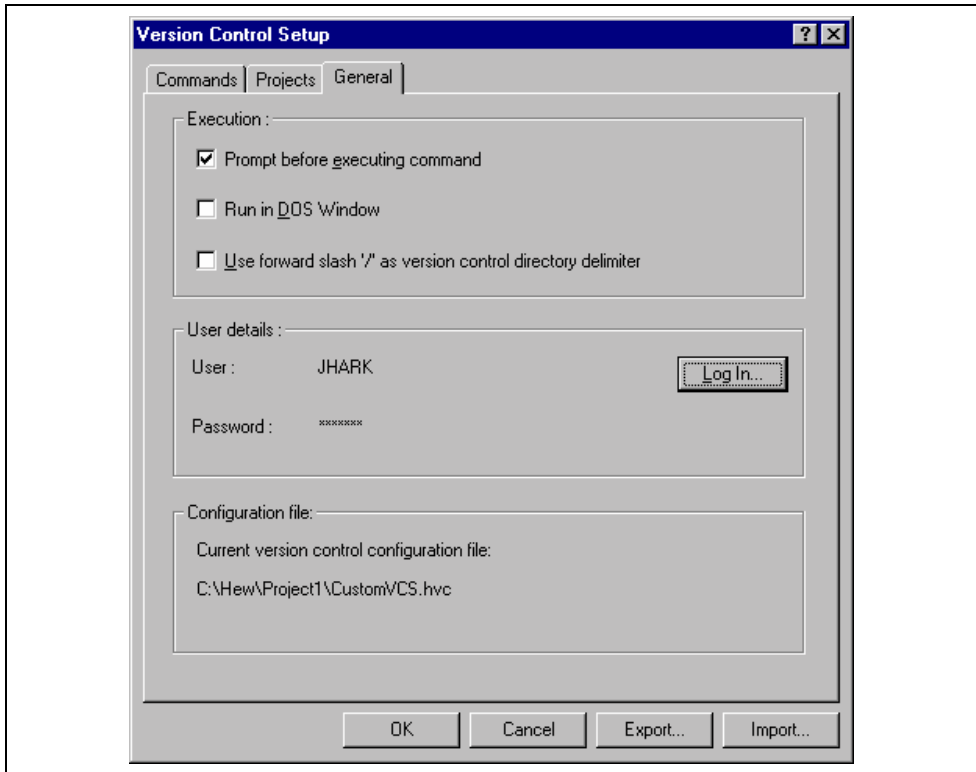 Version Control Setup
Commands Projects General
Execution :
Prompt before executing command
Run in DOS Window
Use forward slash '/' as version control directory delimiter
User details :
User : JHARK Log In...
Password : *******
Configuration file:
Current version control configuration file:
C:\Hew\Project1\CustomVCS.hvc
OK Cancel Export... Import...